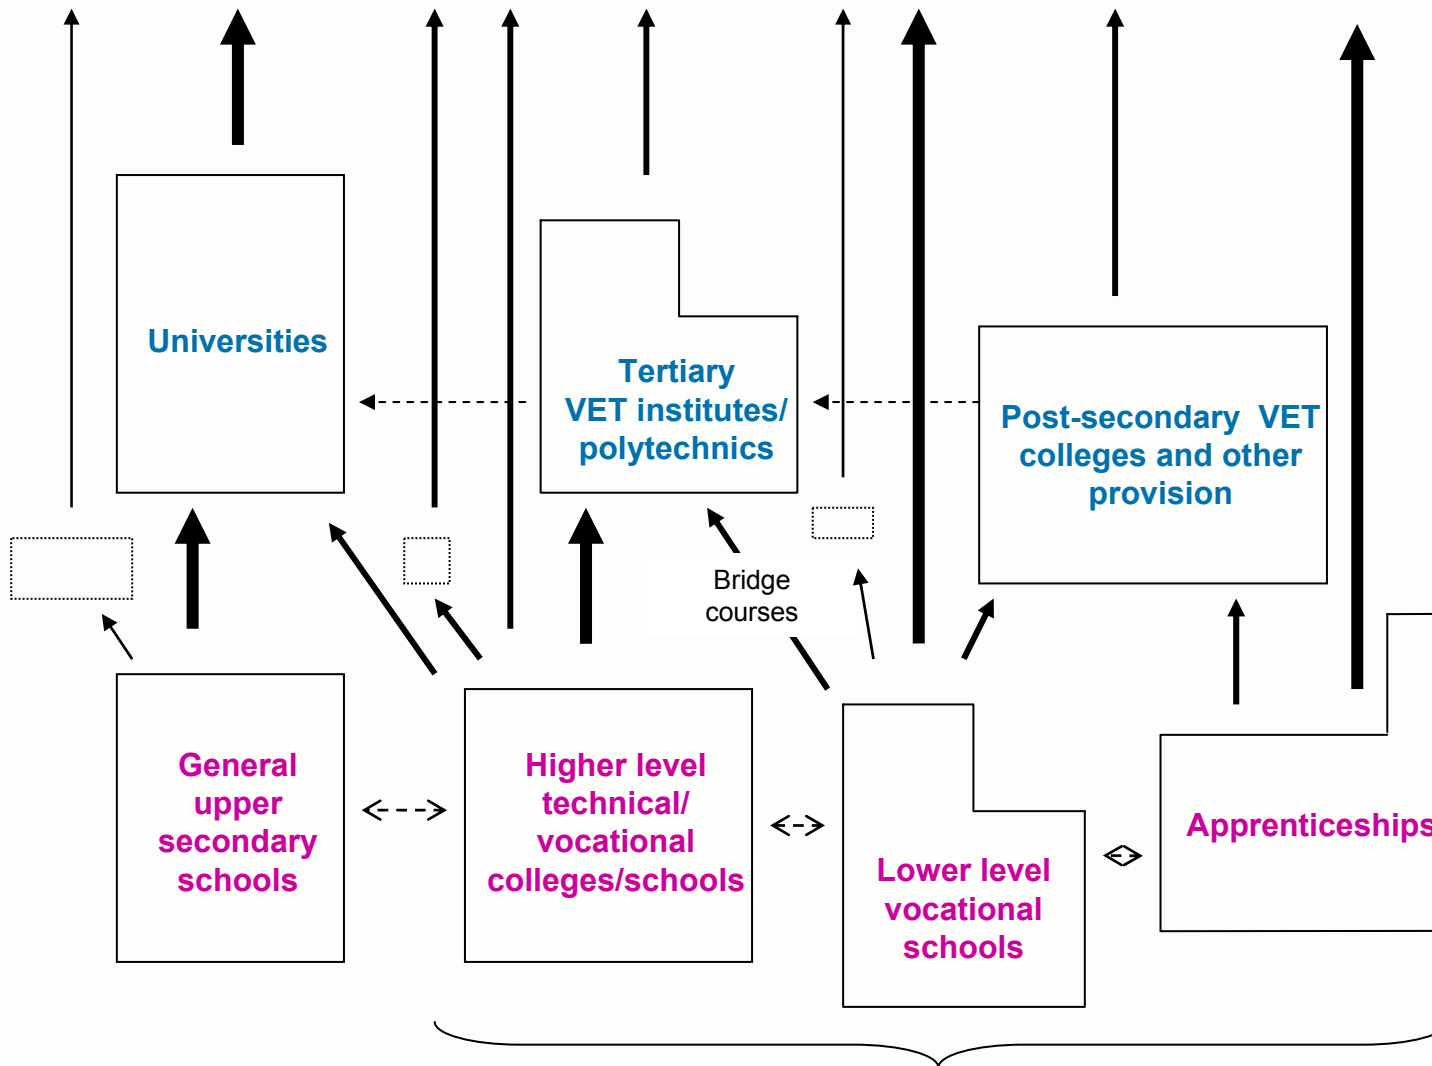 Universities
Tertiary
VET institutes/
polytechnics
Post-secondary VET
colleges and other
provision
Bridge
courses
General
upper
secondary
schools
Higher level
technical/
vocational
colleges/schools
Lower level
vocational
schools
Apprenticeships